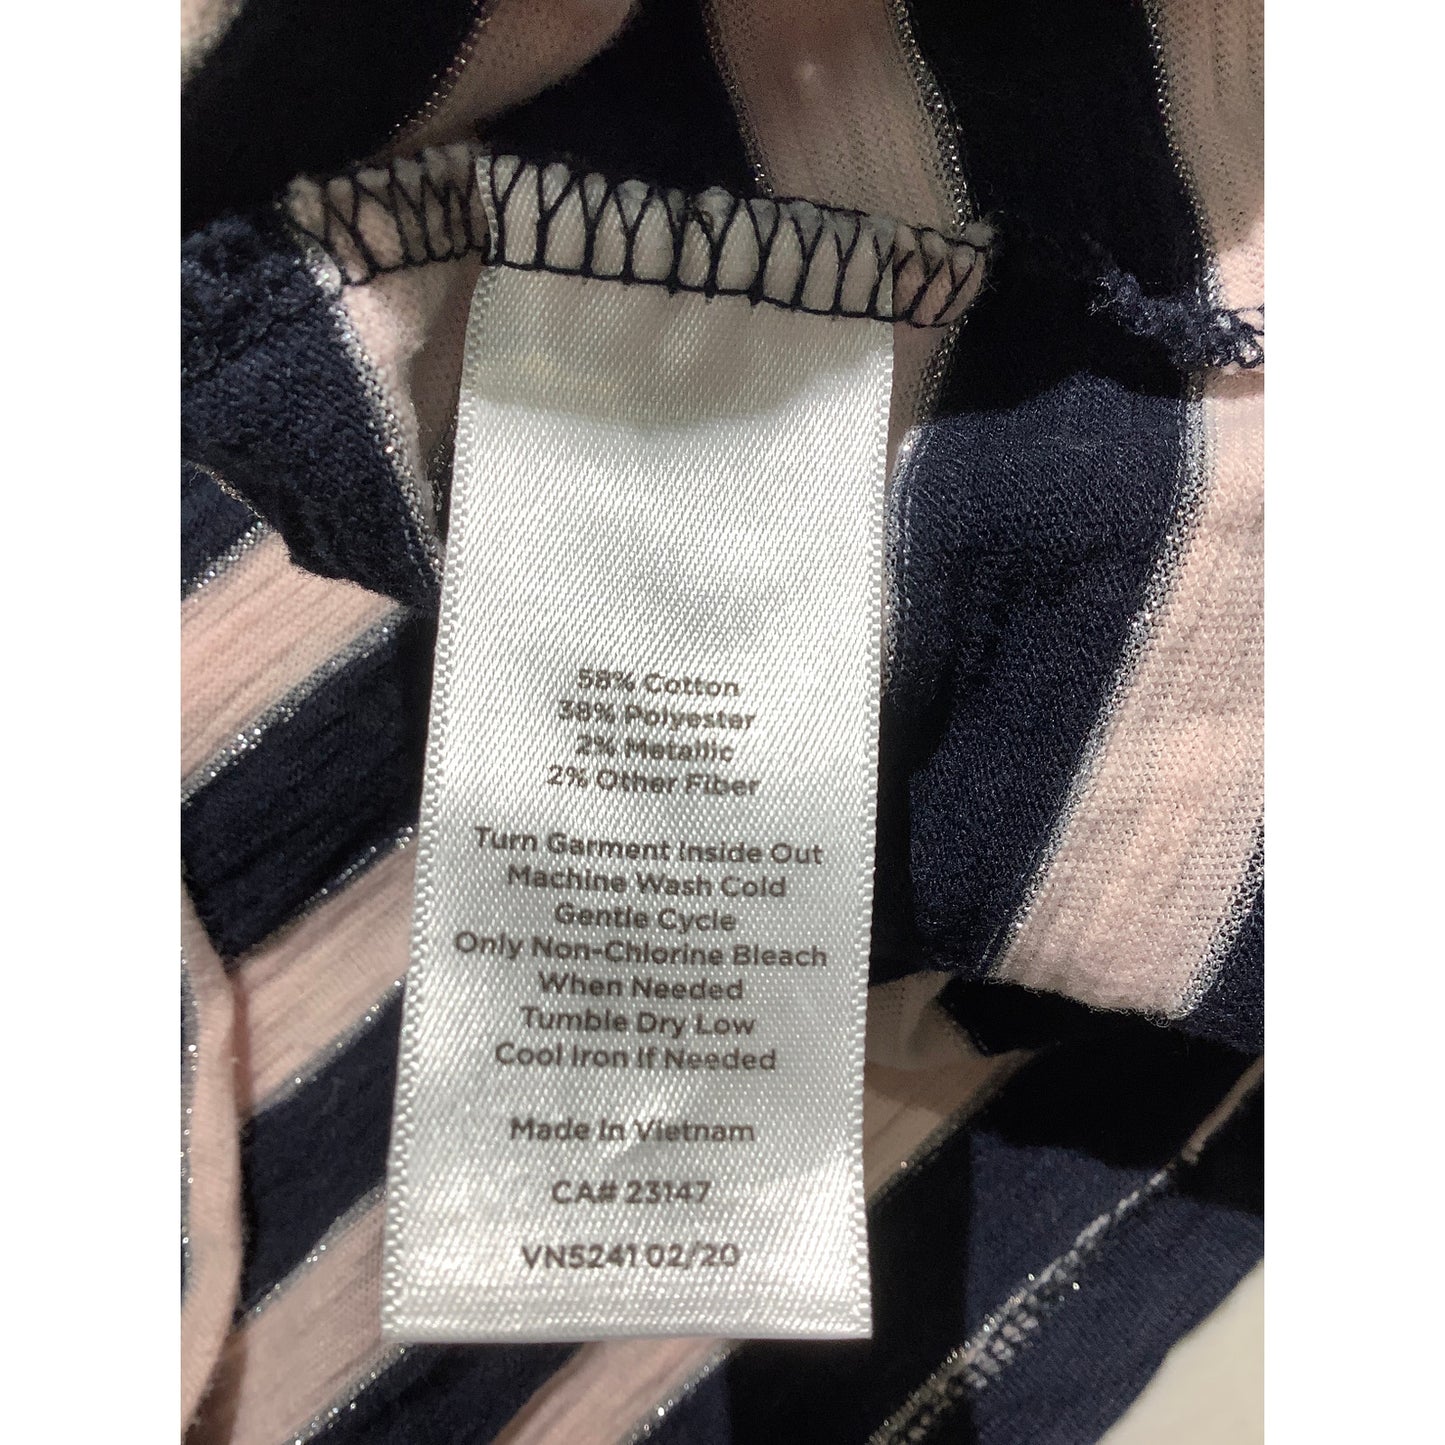 58% Cotton
38% Polyester
2% Metallic
2% Other Fiber
Turn Garment Inside Out
Machine Wash Cold
Gentle Cycle
Only Non-Chlorine Bleach
When Needed
Tumble Dry Low
Cool Iron If Needed
Made In Vietnam
CA# 23147
VN5241 02/20